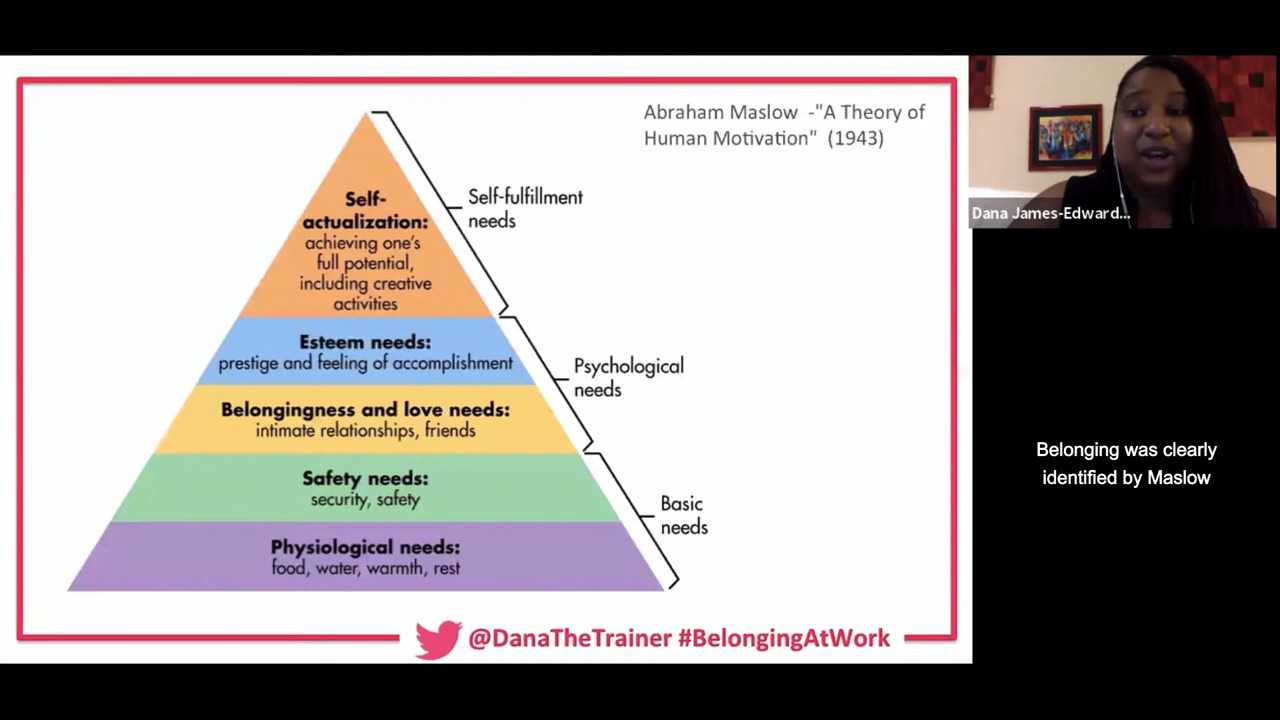 Abraham Maslow -"A Theory of
Human Motivation" (1943)
Self-
actualization:
achieving one's
full potential,
including creative
activities
Self-fulfillment
needs
Esteem needs:
prestige and feeling of accomplishment
Psychological
needs
Belongingness and love needs:
intimate relationships, friends
Safety needs:
security, safety
Basic
needs
Physiological needs:
food, water, warmth, rest
@DanaTheTrainer #BelongingAtWork
Dana James-Edward...
Belonging was clearly
identified by Maslow